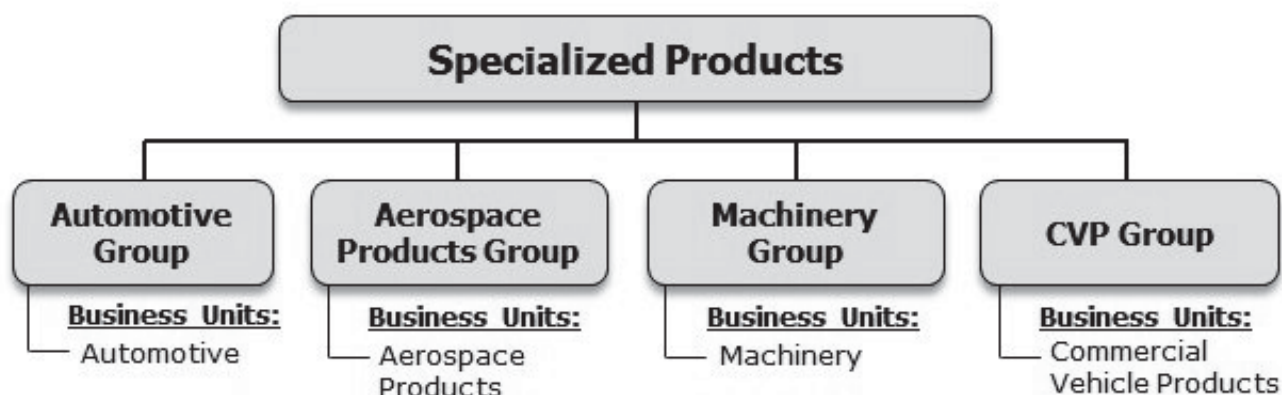 Specialized Products
Automotive
Group
Aerospace
Products Group
Machinery
Group
CVP Group
Business Units:
Automotive
Business Units:
Aerospace
Products
Business Units:
Machinery
Business Units:
Commercial
Vehicle Products